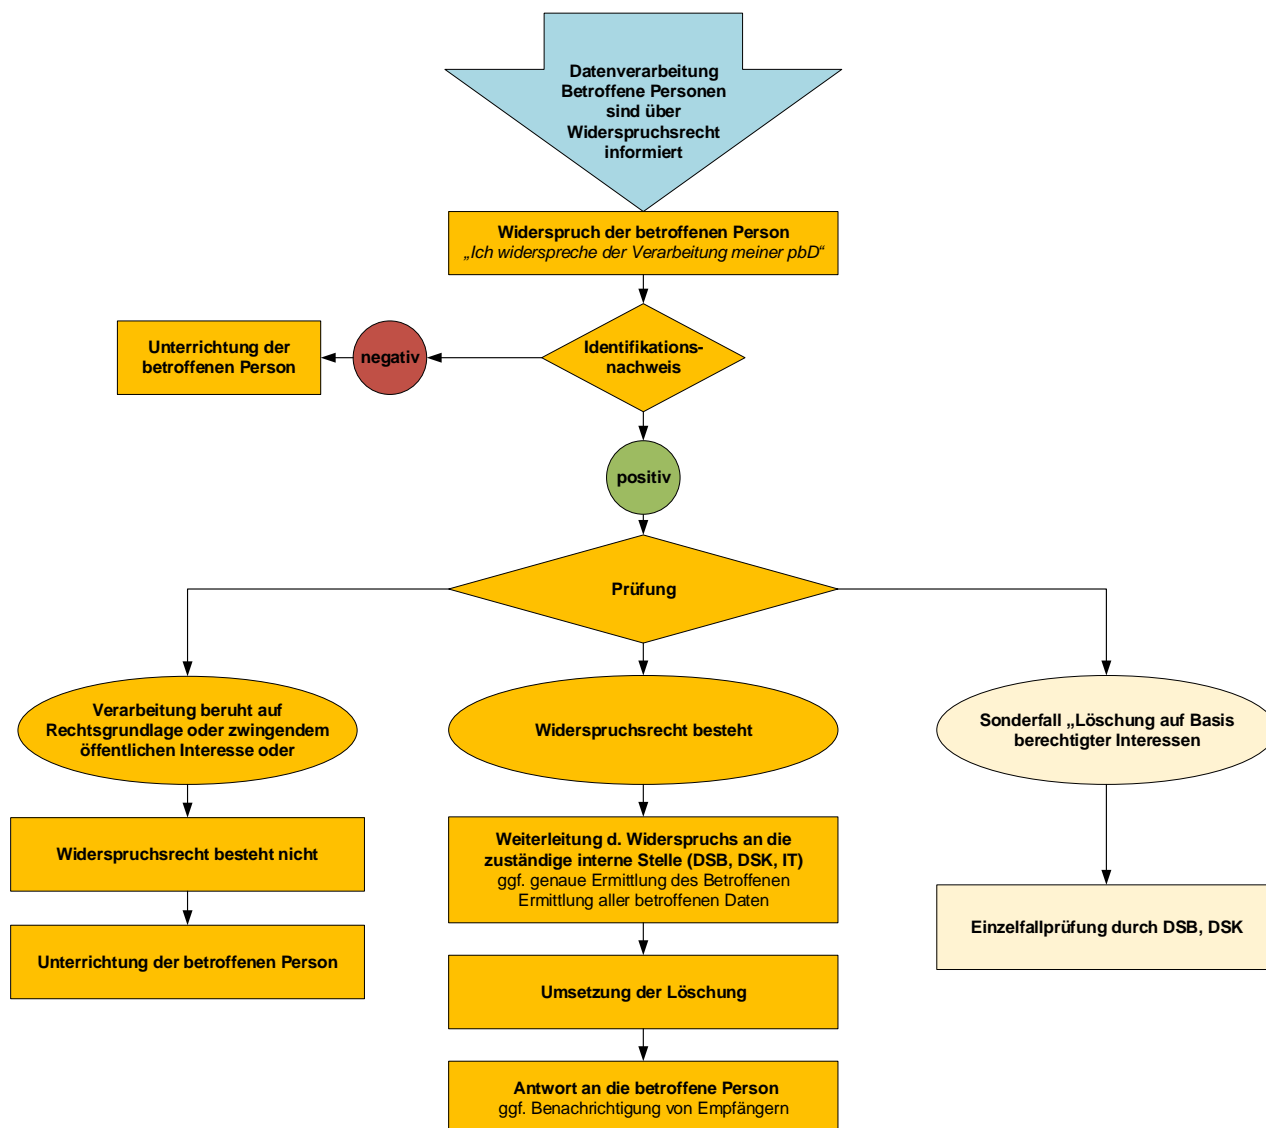 Datenverarbeitung
Betroffene Personen
sind über
Widerspruchsrecht
informiert
Widerspruch der betroffenen Person
„Ich widerspreche der Verarbeitung meiner pbD“
Identifikations-
nachweis
negativ
Unterrichtung der
betroffenen Person
positiv
Prüfung
Verarbeitung beruht auf
Rechtsgrundlage oder zwingendem
öffentlichen Interesse oder
Widerspruchsrecht besteht nicht
Unterrichtung der betroffenen Person
Widerspruchsrecht besteht
Weiterleitung d. Widerspruchs an die
zuständige interne Stelle (DSB, DSK, IT)
ggf. genaue Ermittlung des Betroffenen
Ermittlung aller betroffenen Daten
Umsetzung der Löschung
Antwort an die betroffene Person
ggf. Benachrichtigung von Empfängern
Sonderfall „Löschung auf Basis
berechtigter Interessen
Einzelfallprüfung durch DSB, DSK